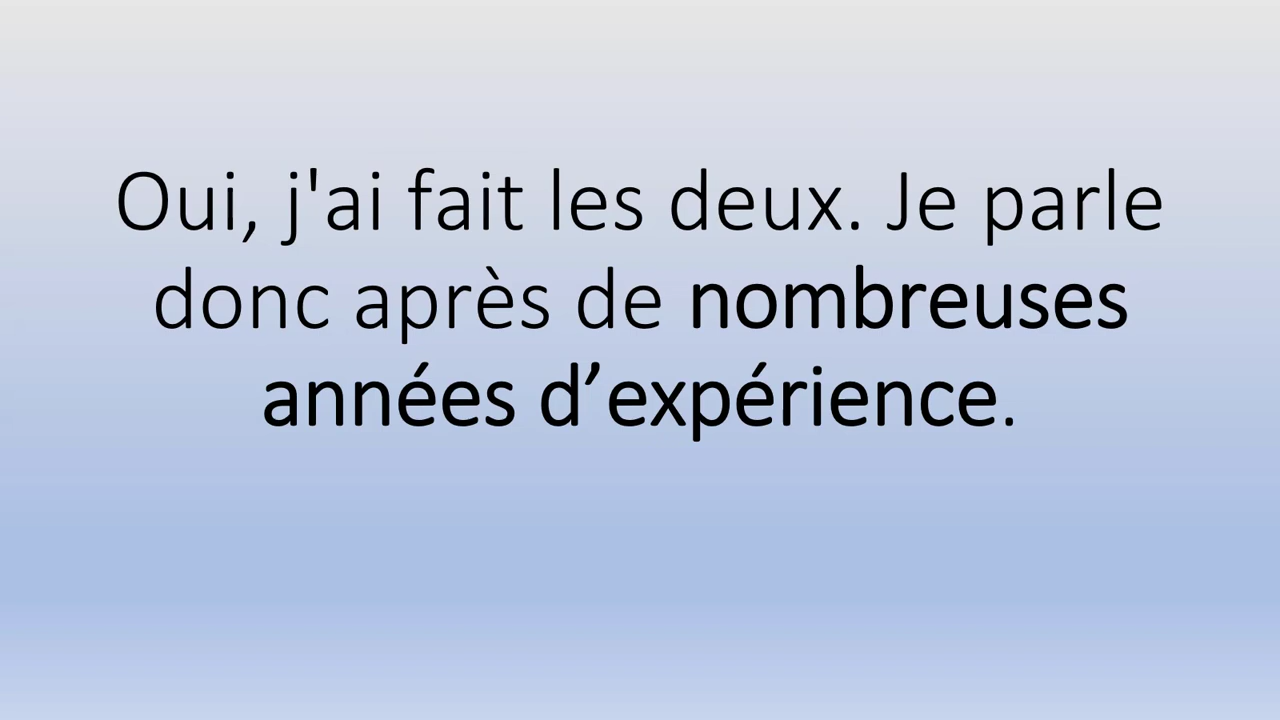 Oui, j'ai fait les deux. Je parle
donc après de nombreuses
années d’expérience.